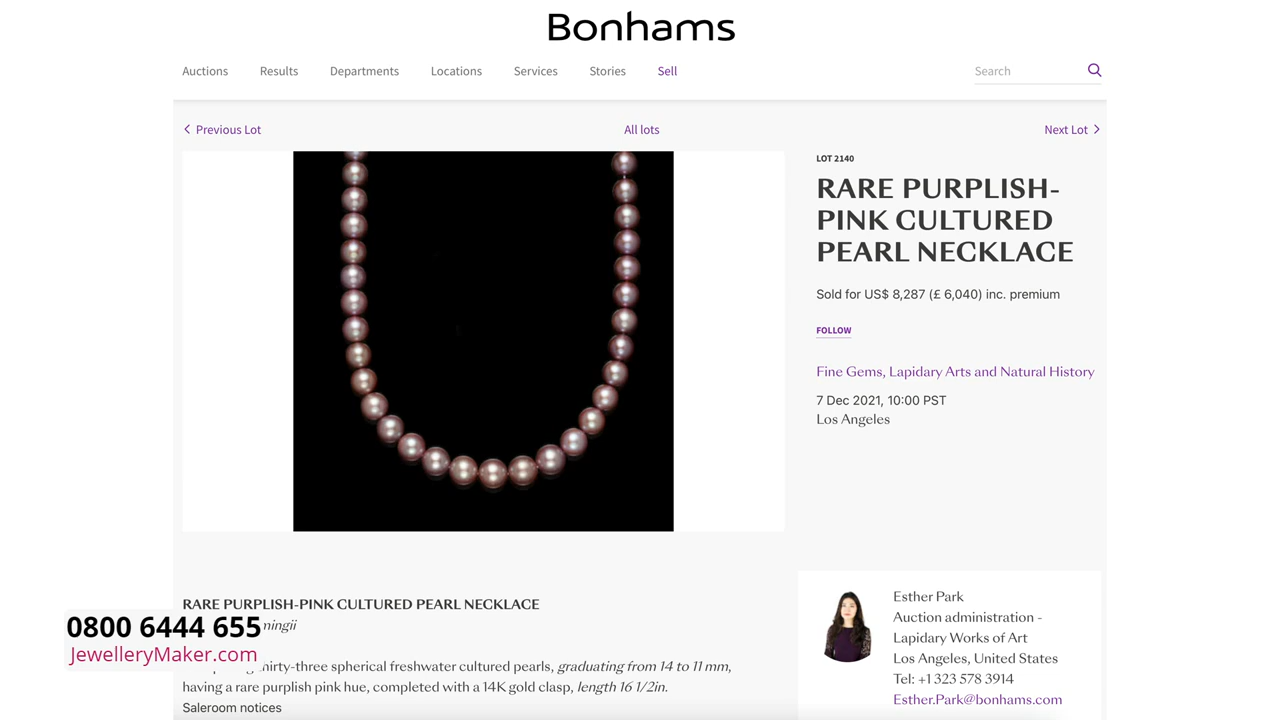 Bonhams
Auctions Results Departments Locations Services Stories Sell Search
Previous Lot All lots Next Lot
LOT 2140
RARE PURPLISH-
PINK CULTURED
PEARL NECKLACE
Sold for US$ 8,287 (£ 6,040) inc. premium
FOLLOW
Fine Gems, Lapidary Arts and Natural History
7 Dec 2021, 10:00 PST
Los Angeles
RARE PURPLISH-PINK CULTURED PEARL NECKLACE
0800 6444 655
JewelleryMaker.com
spherical freshwater cultured pearls, graduating from 14 to 11 mm,
having a rare purplish pink hue, completed with a 14K gold clasp, length 16 1/2in.
Saleroom notices
Esther Park
Auction administration -
Lapidary Works of Art
Los Angeles, United States
Tel: +1 323 578 3914
Esther.Park@bonhams.com